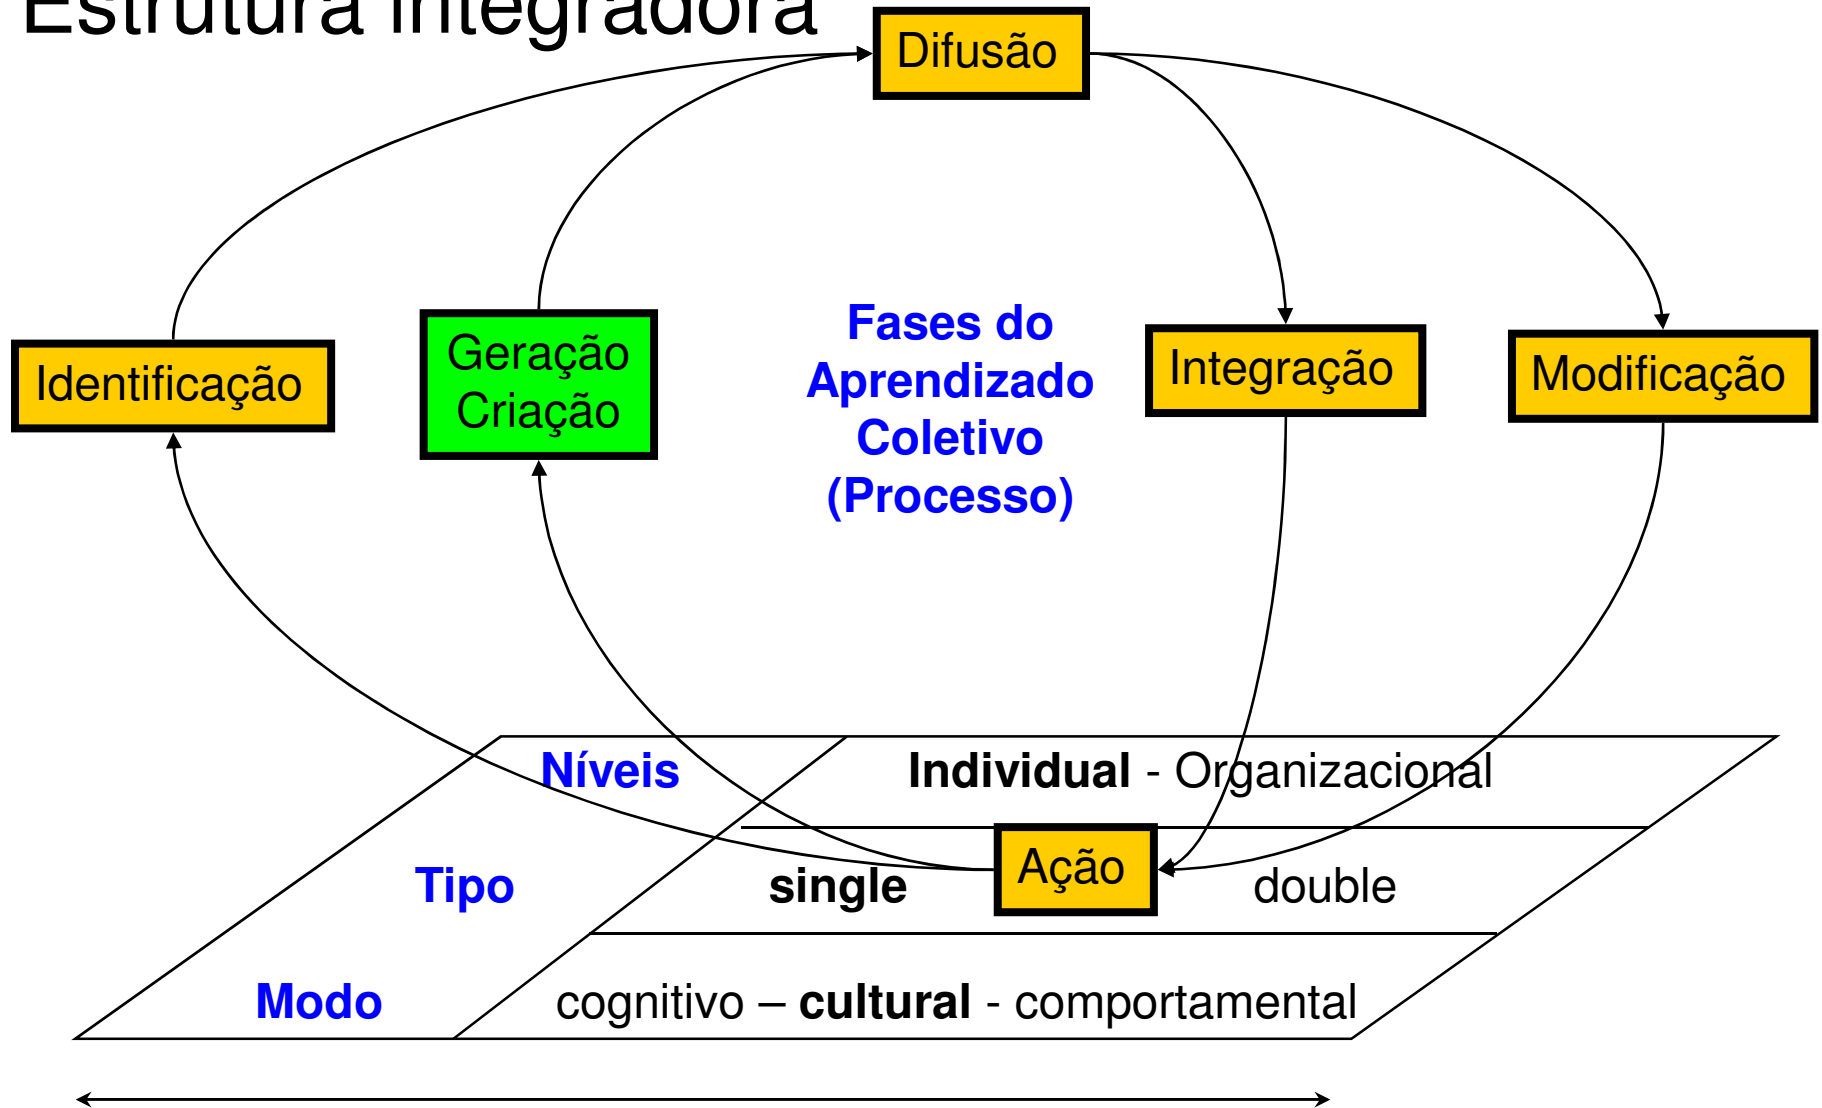 Estrutura integradora
Difusão
Identificação
Geração
Criação
Fases do
Aprendizado
Coletivo
(Processo)
Integração
Modificação
Níveis
Individual - Organizacional
Ação
Tipo
single
double
Modo
cognitivo – cultural - comportamental